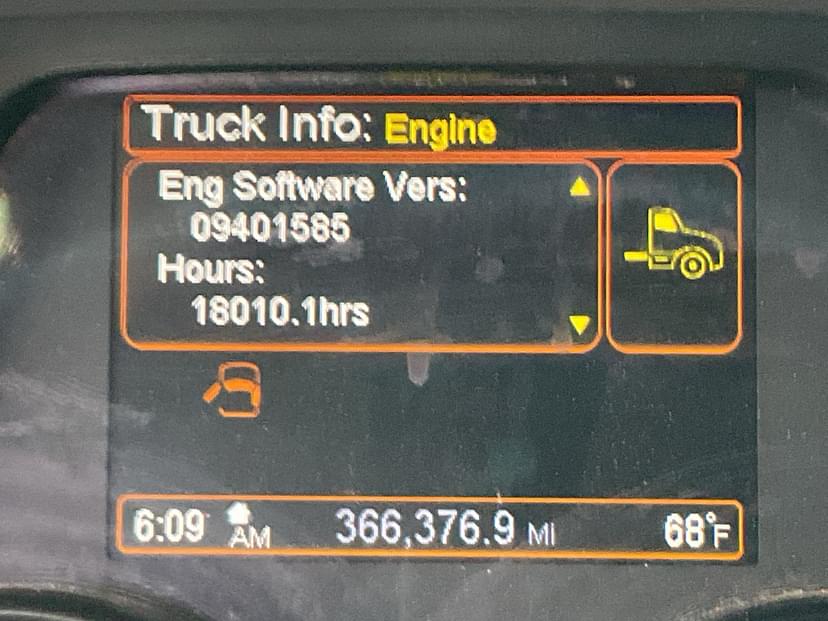 Truck Info: Engine
Eng Software Vers:
09401585
Hours:
18010.1hrs
6:09 AM 366,376.9 MI 68°F